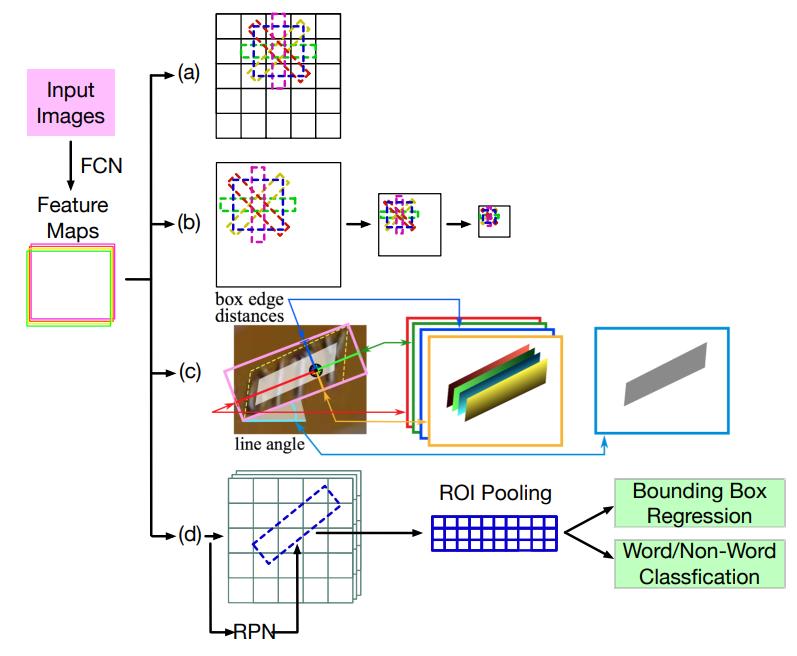 Input
Images
FCN
Feature
Maps
(a)
(b)
box edge
distances
(c)
line angle
(d)
RPN
ROI Pooling
Bounding Box
Regression
Word/Non-Word
Classfication